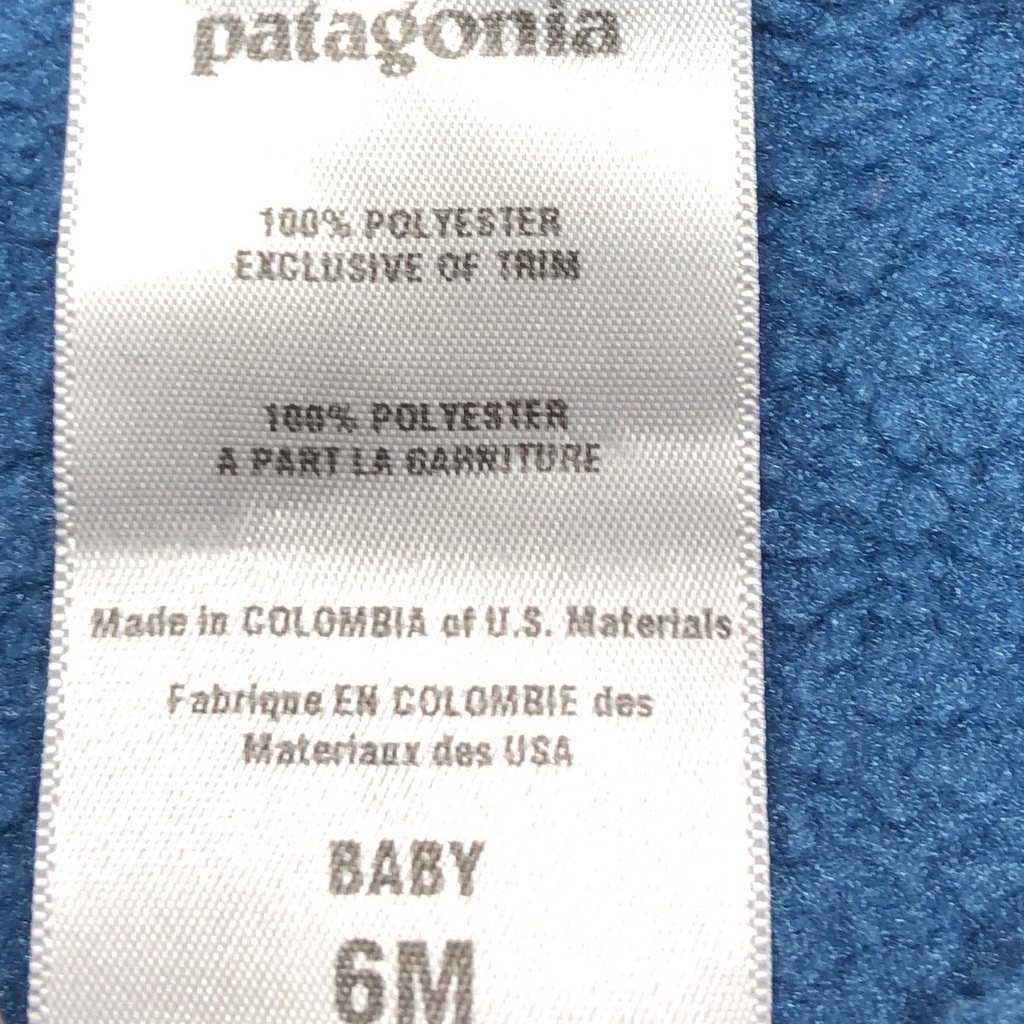 patagonia
100% POLYESTER
EXCLUSIVE OF TRIM
100% POLYESTER
A PART LA GARNITURE
Made in COLOMBIA of U.S. Materials
Fabrique EN COLOMBIE des
Materiaux des USA
BABY
6M